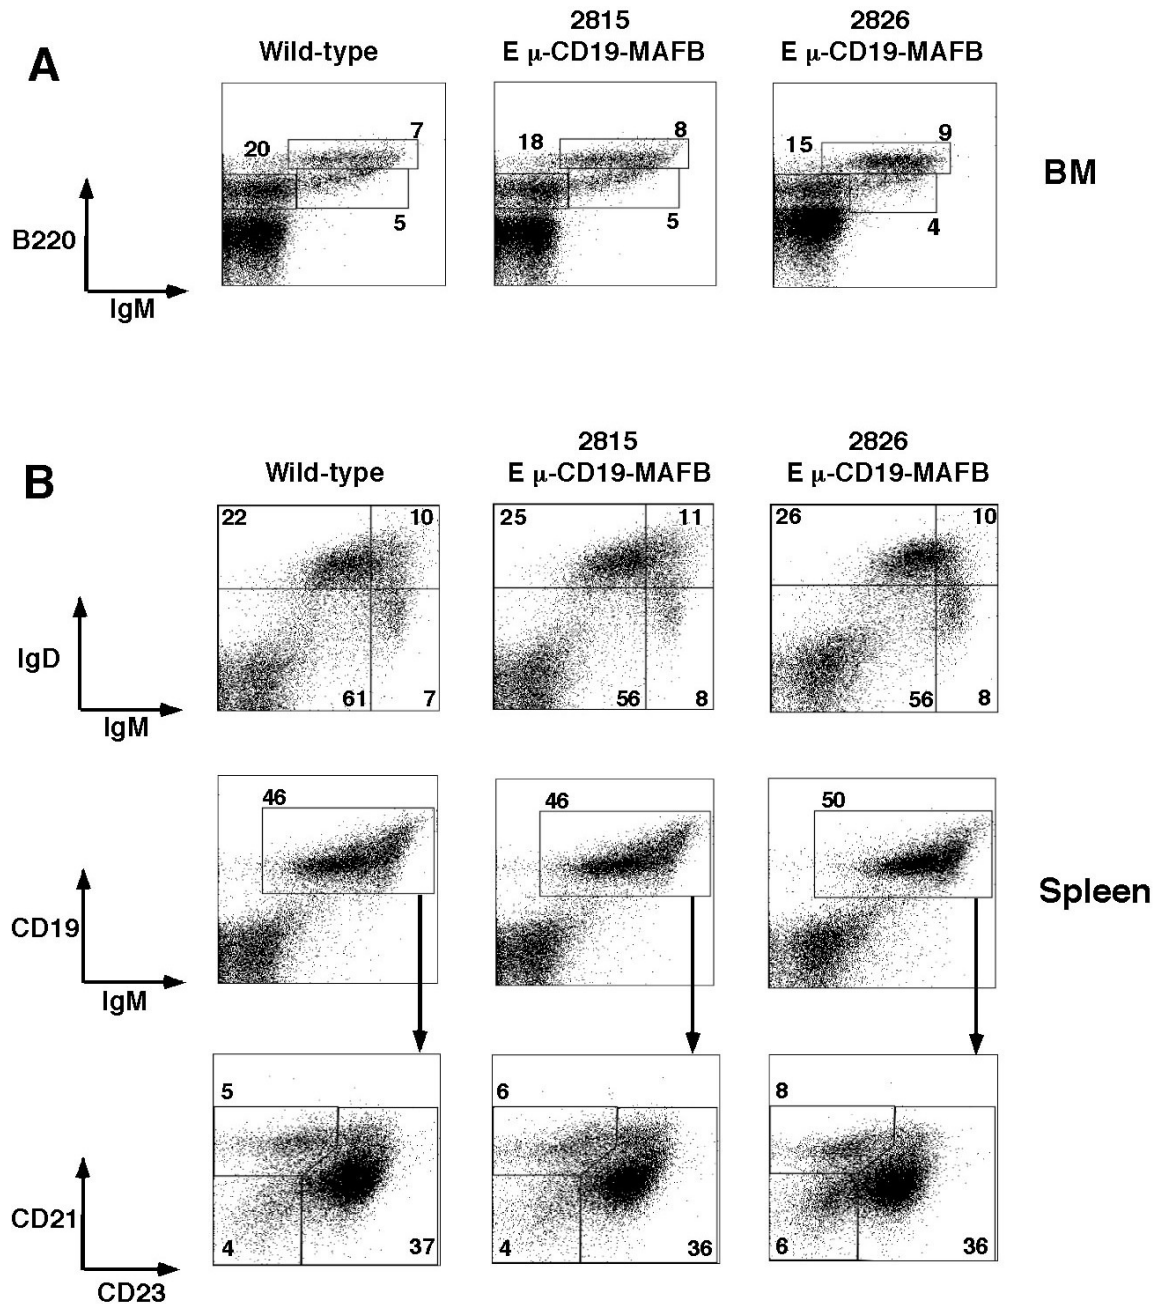 A
Wild-type
2815
E μ-CD19-MAFB
2826
E μ-CD19-MAFB
20
7
5
18
8
5
15
9
4
BM
B220
IgM
B
Wild-type
2815
E μ-CD19-MAFB
2826
E μ-CD19-MAFB
22
10
61
7
25
11
56
8
26
10
56
8
IgD
IgM
46
46
50
Spleen
CD19
IgM
5
4
37
6
4
36
8
6
36
CD21
CD23